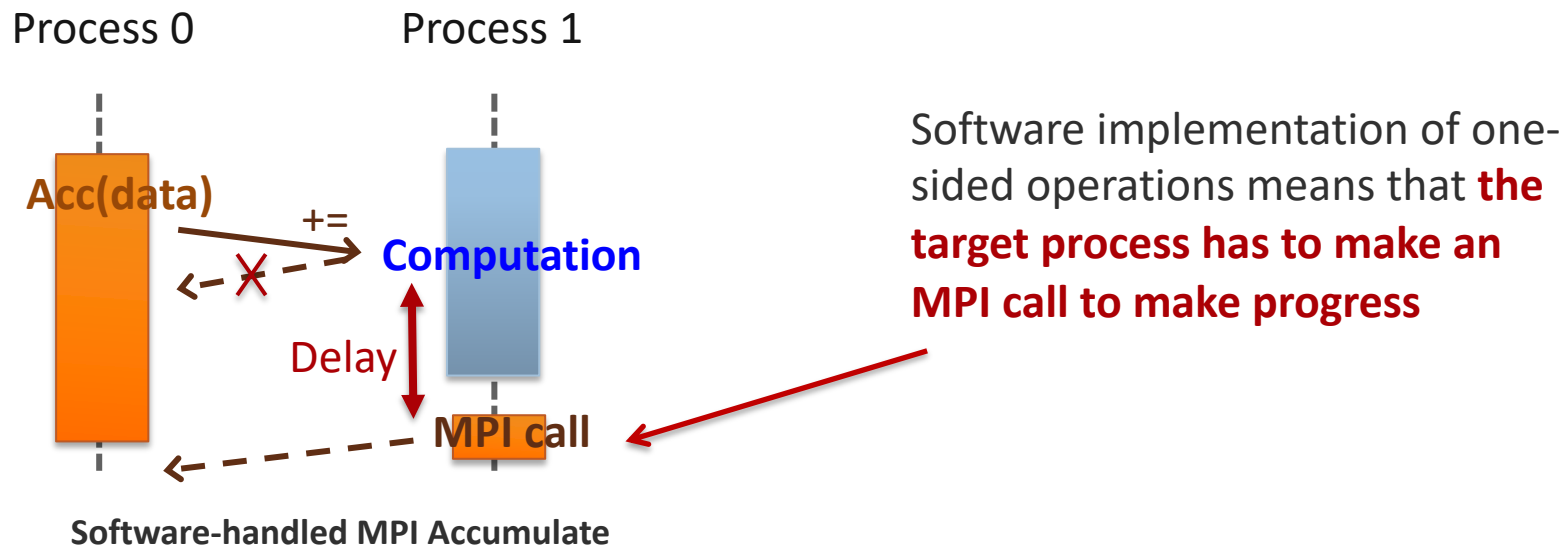 Process 0
Process 1
Acc(data)
+=
Computation
Delay
MPI call
Software-handled MPI Accumulate
Software implementation of one-
sided operations means that the
target process has to make an
MPI call to make progress